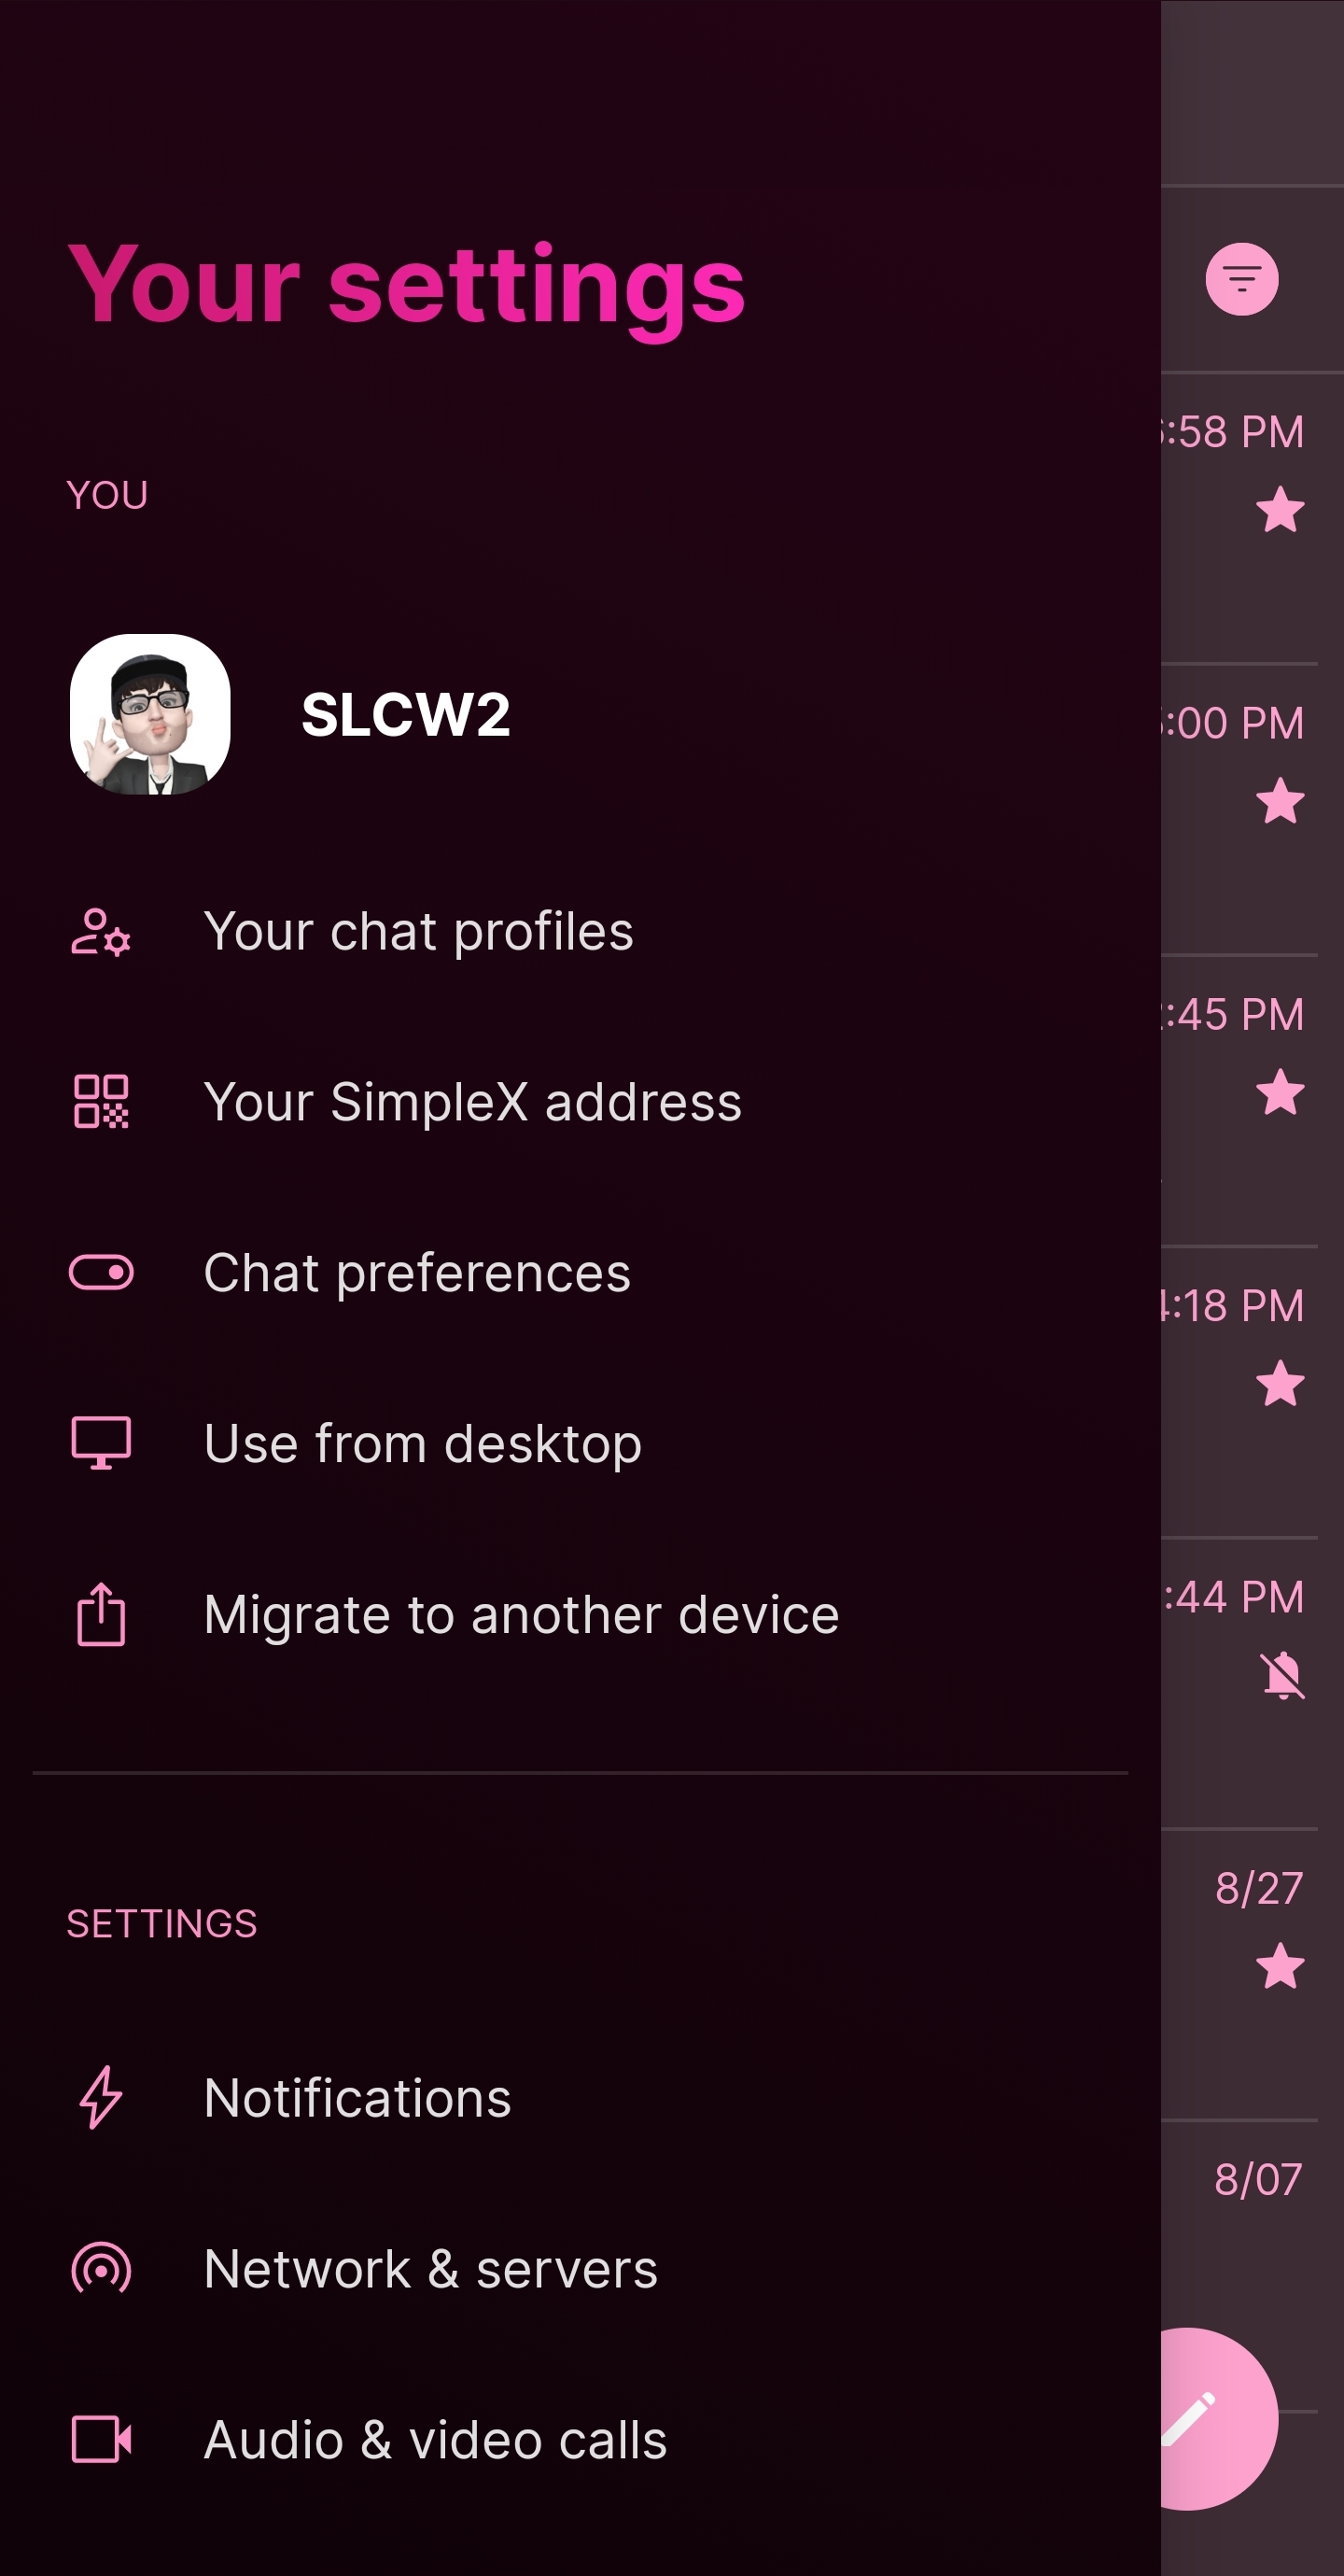 Your settings
YOU
SLCW2
Your chat profiles
Your SimpleX address
Chat preferences
Use from desktop
Migrate to another device
SETTINGS
Notifications
Network & servers
Audio & video calls
:58 PM
:00 PM
:45 PM
:18 PM
:44 PM
8/27
8/07